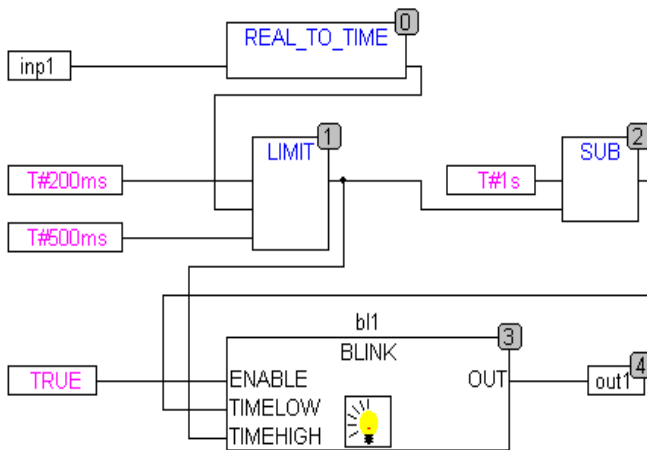 REAL_TO_TIME
0
inp1
LIMIT
1
SUB
2
T#200ms
T#1s
T#500ms
bl1
BLINK
3
TRUE
ENABLE
OUT
out1
4
TIMELOW
TIMEHIGH